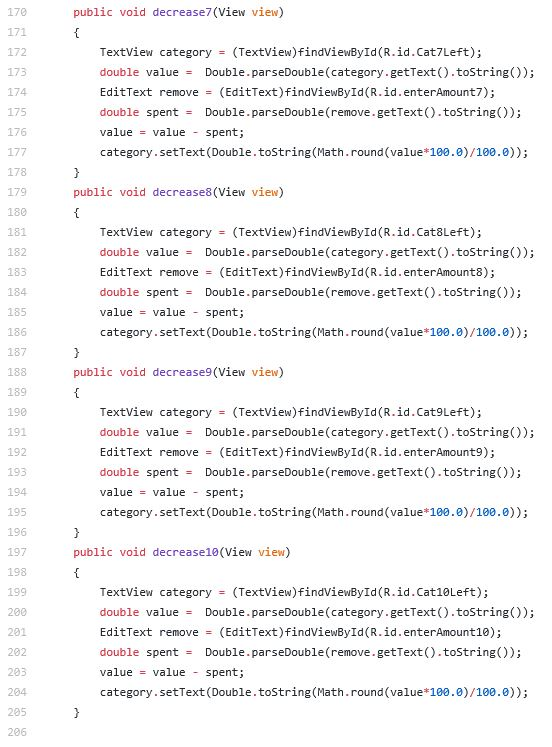 170 public void decrease7(View view)
171 {
172 TextView category = (TextView)findViewById(R.id.Cat7Left);
173 double value =  Double.parseDouble(category.getText().toString());
174 EditText remove = (EditText)findViewById(R.id.enterAmount7);
175 double spent =  Double.parseDouble(remove.getText().toString());
176 value = value - spent;
177 category.setText(Double.toString(Math.round(value*100.0)/100.0));
178 }
179 public void decrease8(View view)
180 {
181 TextView category = (TextView)findViewById(R.id.Cat8Left);
182 double value =  Double.parseDouble(category.getText().toString());
183 EditText remove = (EditText)findViewById(R.id.enterAmount8);
184 double spent =  Double.parseDouble(remove.getText().toString());
185 value = value - spent;
186 category.setText(Double.toString(Math.round(value*100.0)/100.0));
187 }
188 public void decrease9(View view)
189 {
190 TextView category = (TextView)findViewById(R.id.Cat9Left);
191 double value =  Double.parseDouble(category.getText().toString());
192 EditText remove = (EditText)findViewById(R.id.enterAmount9);
193 double spent =  Double.parseDouble(remove.getText().toString());
194 value = value - spent;
195 category.setText(Double.toString(Math.round(value*100.0)/100.0));
196 }
197 public void decrease10(View view)
198 {
199 TextView category = (TextView)findViewById(R.id.Cat10Left);
200 double value =  Double.parseDouble(category.getText().toString());
201 EditText remove = (EditText)findViewById(R.id.enterAmount10);
202 double spent =  Double.parseDouble(remove.getText().toString());
203 value = value - spent;
204 category.setText(Double.toString(Math.round(value*100.0)/100.0));
205 }
206